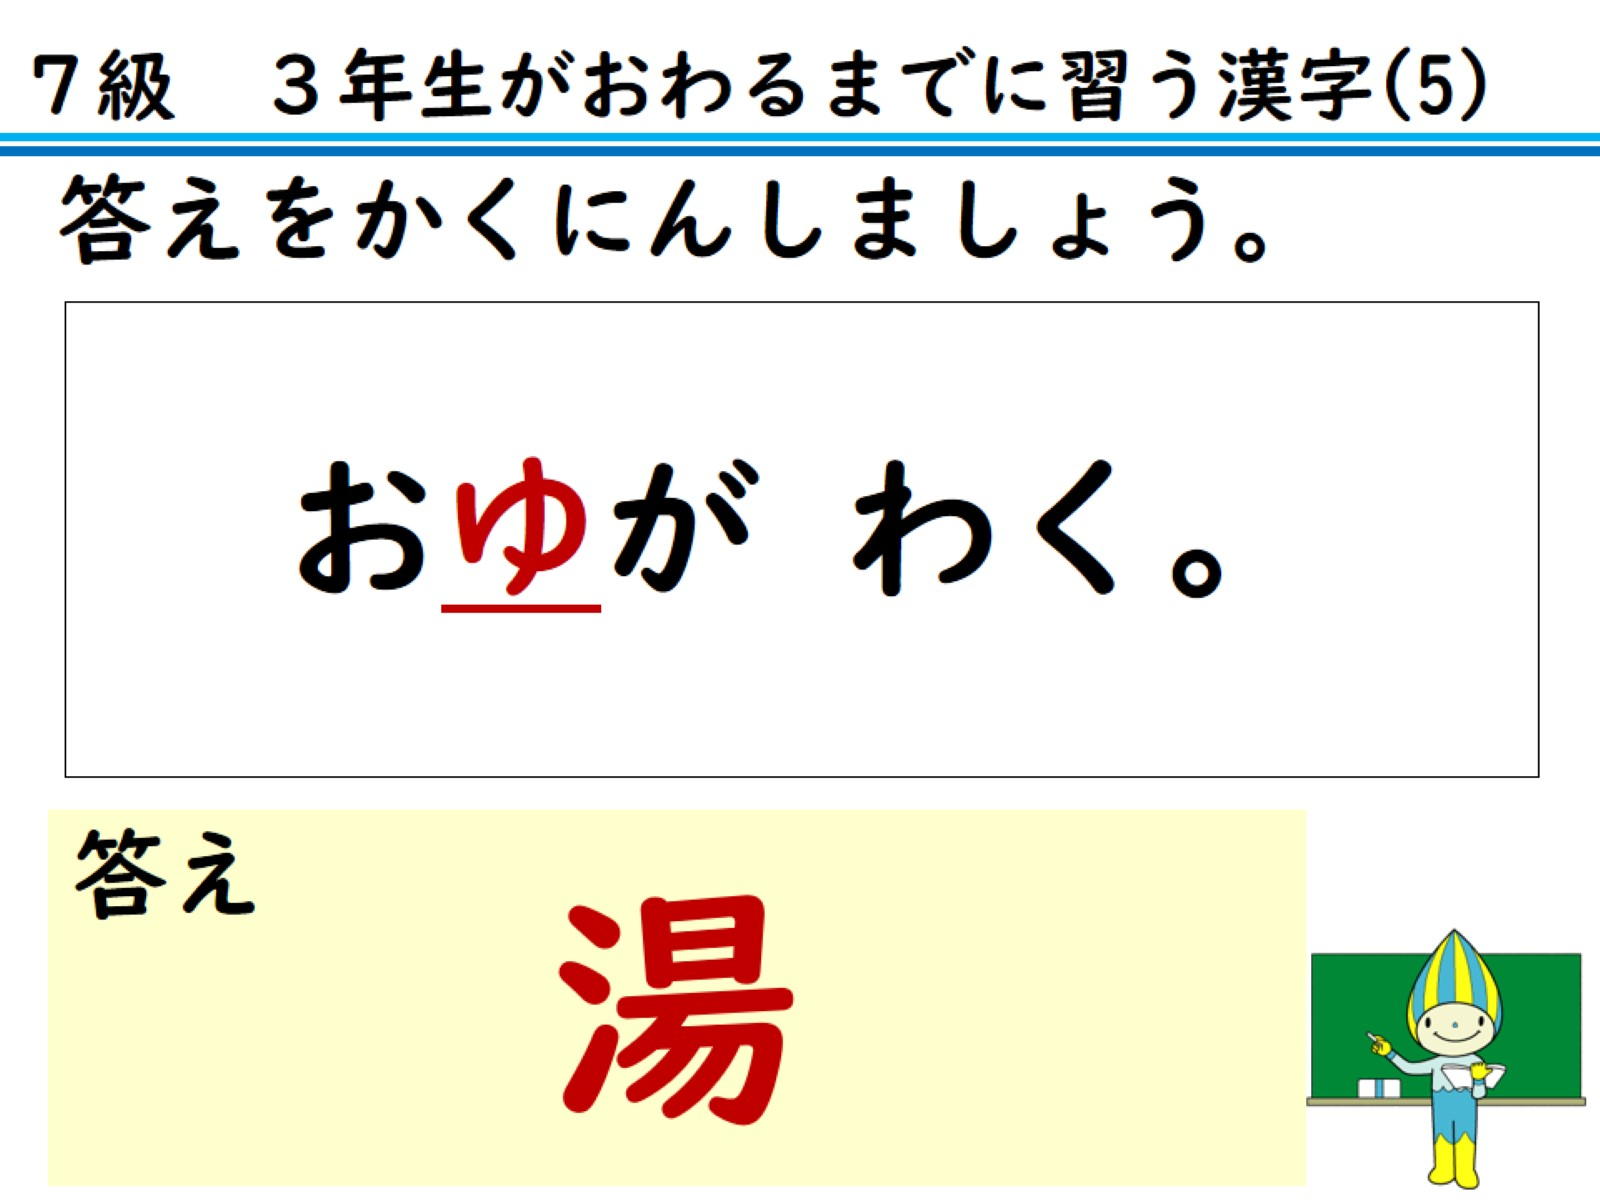 ７級　３年生がおわるまでに習う漢字(5)
答えをかくにんしましょう。
おゆが わく。
答え
湯